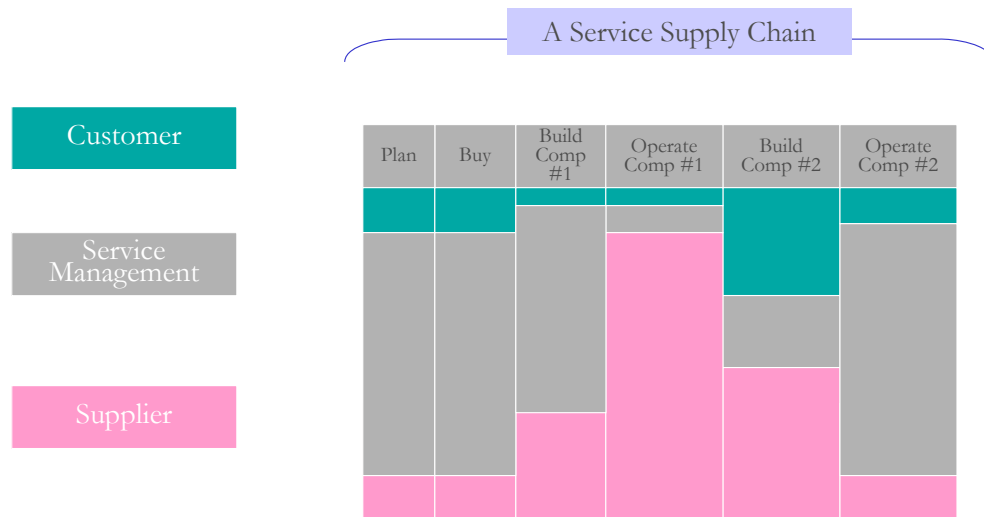 A Service Supply Chain
Customer
Plan
Buy
Build
Comp
#1
Operate
Comp #1
Build
Comp #2
Operate
Comp #2
Service
Management
Supplier